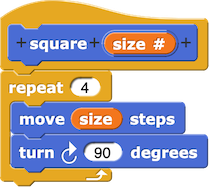 + square + size # +
repeat 4
move size steps
turn ↻ 90 degrees